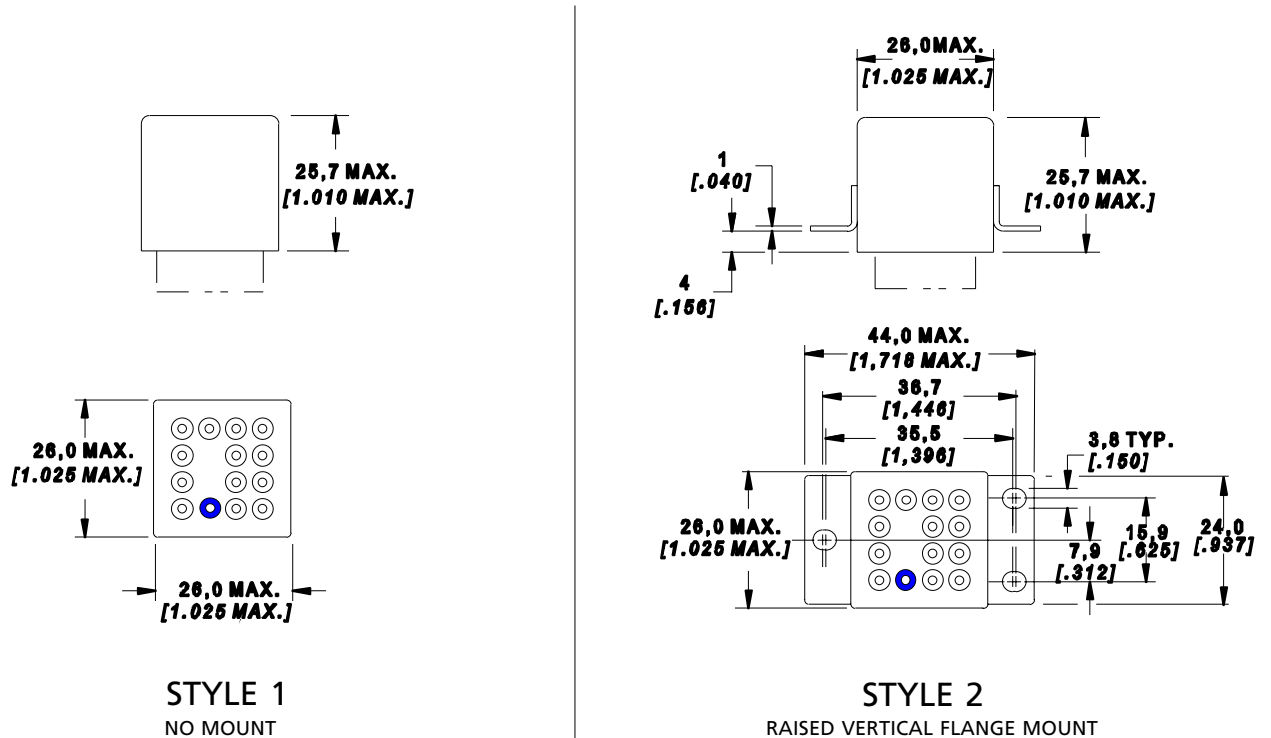 25,7 MAX.
[1.010 MAX.]
26,0 MAX.
[1.025 MAX.]
26,0 MAX.
[1.025 MAX.]
STYLE 1
NO MOUNT
26,0MAX.
[1.025 MAX.]
1
[.040]
25,7 MAX.
[1.010 MAX.]
4
[.156]
44,0 MAX.
[1,718 MAX.]
36,7
[1,446]
35,5
[1,396]
3,8 TYP.
[.150]
26,0 MAX.
[1.025 MAX.]
15,9
[.625]
24,0
[.937]
7,9
[.312]
STYLE 2
RAISED VERTICAL FLANGE MOUNT